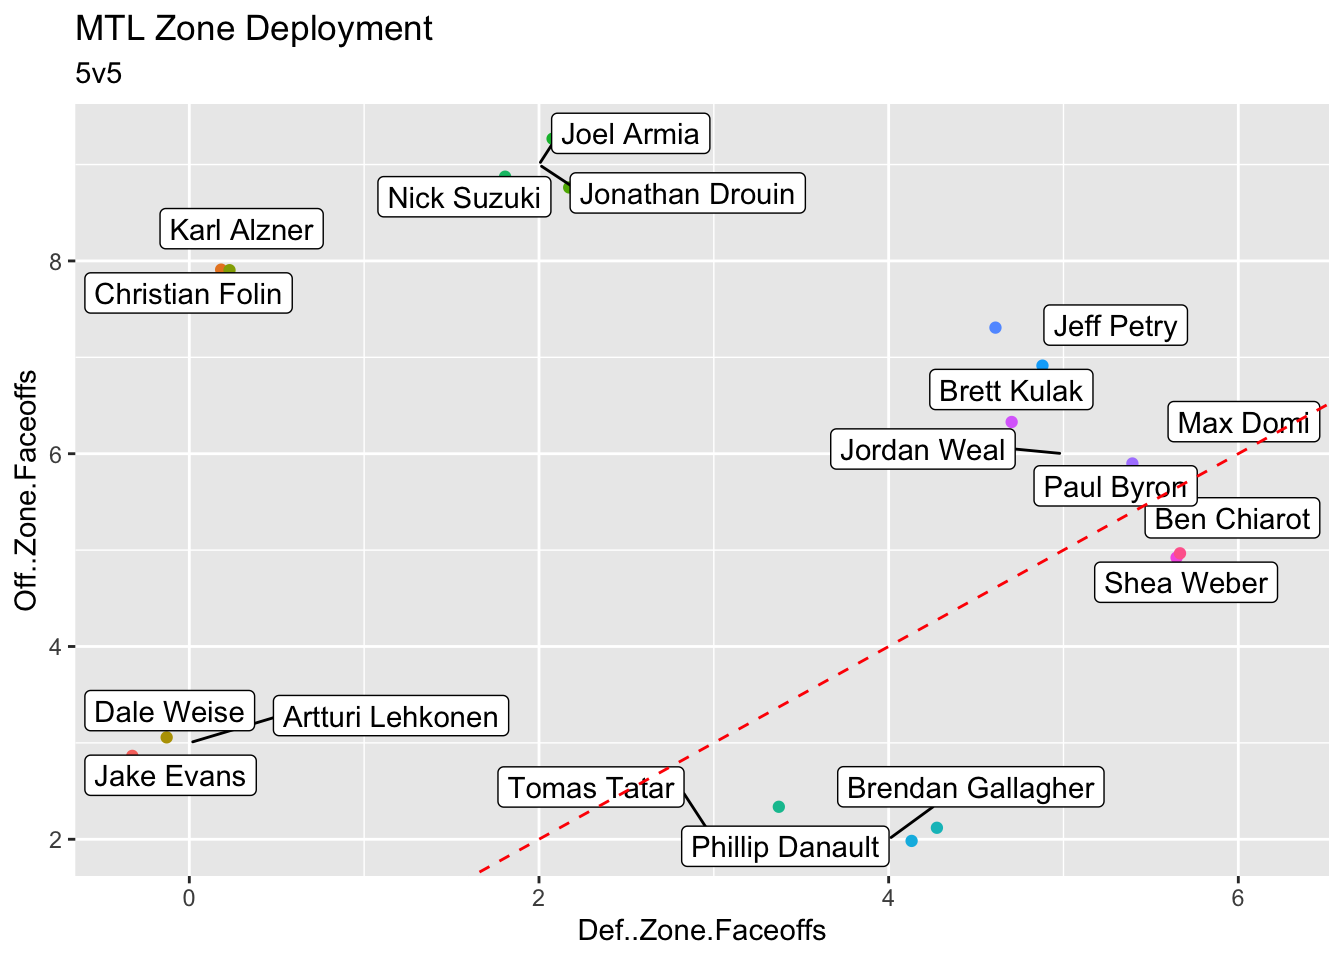 MTL Zone Deployment
5v5
Joel Armia
Nick Suzuki
Jonathan Drouin
Karl Alzner
Christian Folin
Jeff Petry
Brett Kulak
Max Domi
Jordan Weal
Paul Byron
Ben Chiarot
Shea Weber
Dale Weise
Artturi Lehkonen
Jake Evans
Tomas Tatar
Brendan Gallagher
Phillip Danault
8
6
4
2
0
2
4
6
Off..Zone.Faceoffs
Def..Zone.Faceoffs